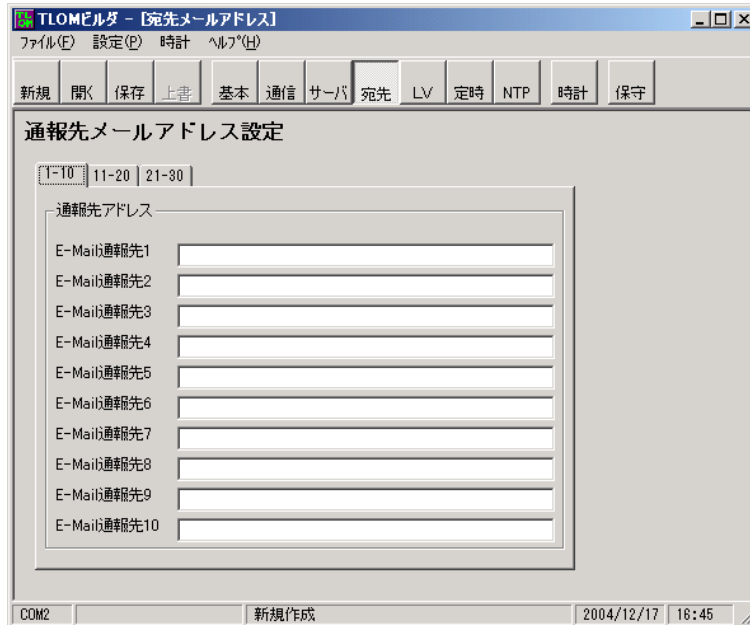 TLOMビルダ - [宛先メールアドレス]
ファイル(F) 設定(P) 時計 ヘルプ(H)
新規 開く 保存 上書 基本 通信 サーバ 宛先 LV 定時 NTP 時計 保守
通報先メールアドレス設定
1-10 11-20 21-30
通報先アドレス
E-Mail通報先1
E-Mail通報先2
E-Mail通報先3
E-Mail通報先4
E-Mail通報先5
E-Mail通報先6
E-Mail通報先7
E-Mail通報先8
E-Mail通報先9
E-Mail通報先10
COM2 新規作成 2004/12/17 16:45